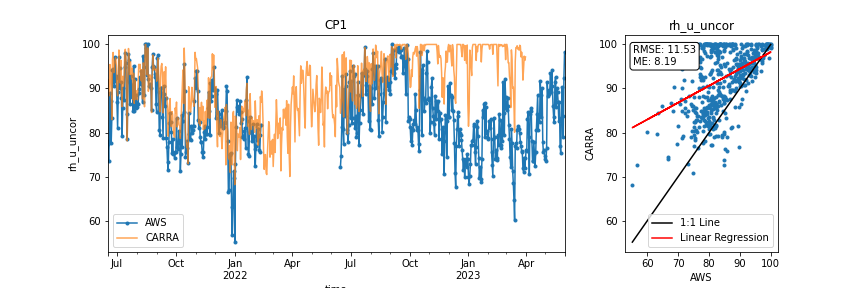 CP1
rh_u_uncor
100
90
80
70
60
rh_u_uncor
AWS
CARRA
Jul
Oct
Jan
2022
Apr
Jul
Oct
Jan
2023
Apr
time
RMSE: 11.53
ME: 8.19
100
90
80
70
60
CARRA
1:1 Line
Linear Regression
60
70
80
90
100
AWS